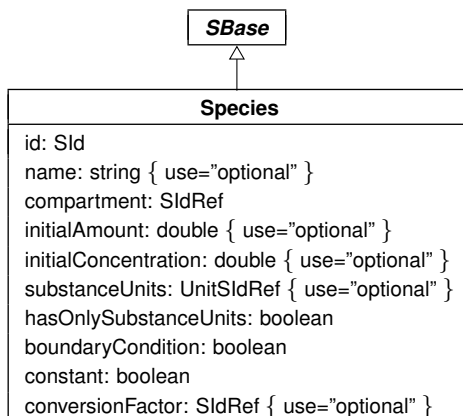 SBase
Species
id: SId
name: string { use=”optional” }
compartment: SIdRef
initialAmount: double { use=”optional” }
initialConcentration: double { use=”optional” }
substanceUnits: UnitSIdRef { use=”optional” }
hasOnlySubstanceUnits: boolean
boundaryCondition: boolean
constant: boolean
conversionFactor: SIdRef { use=”optional” }